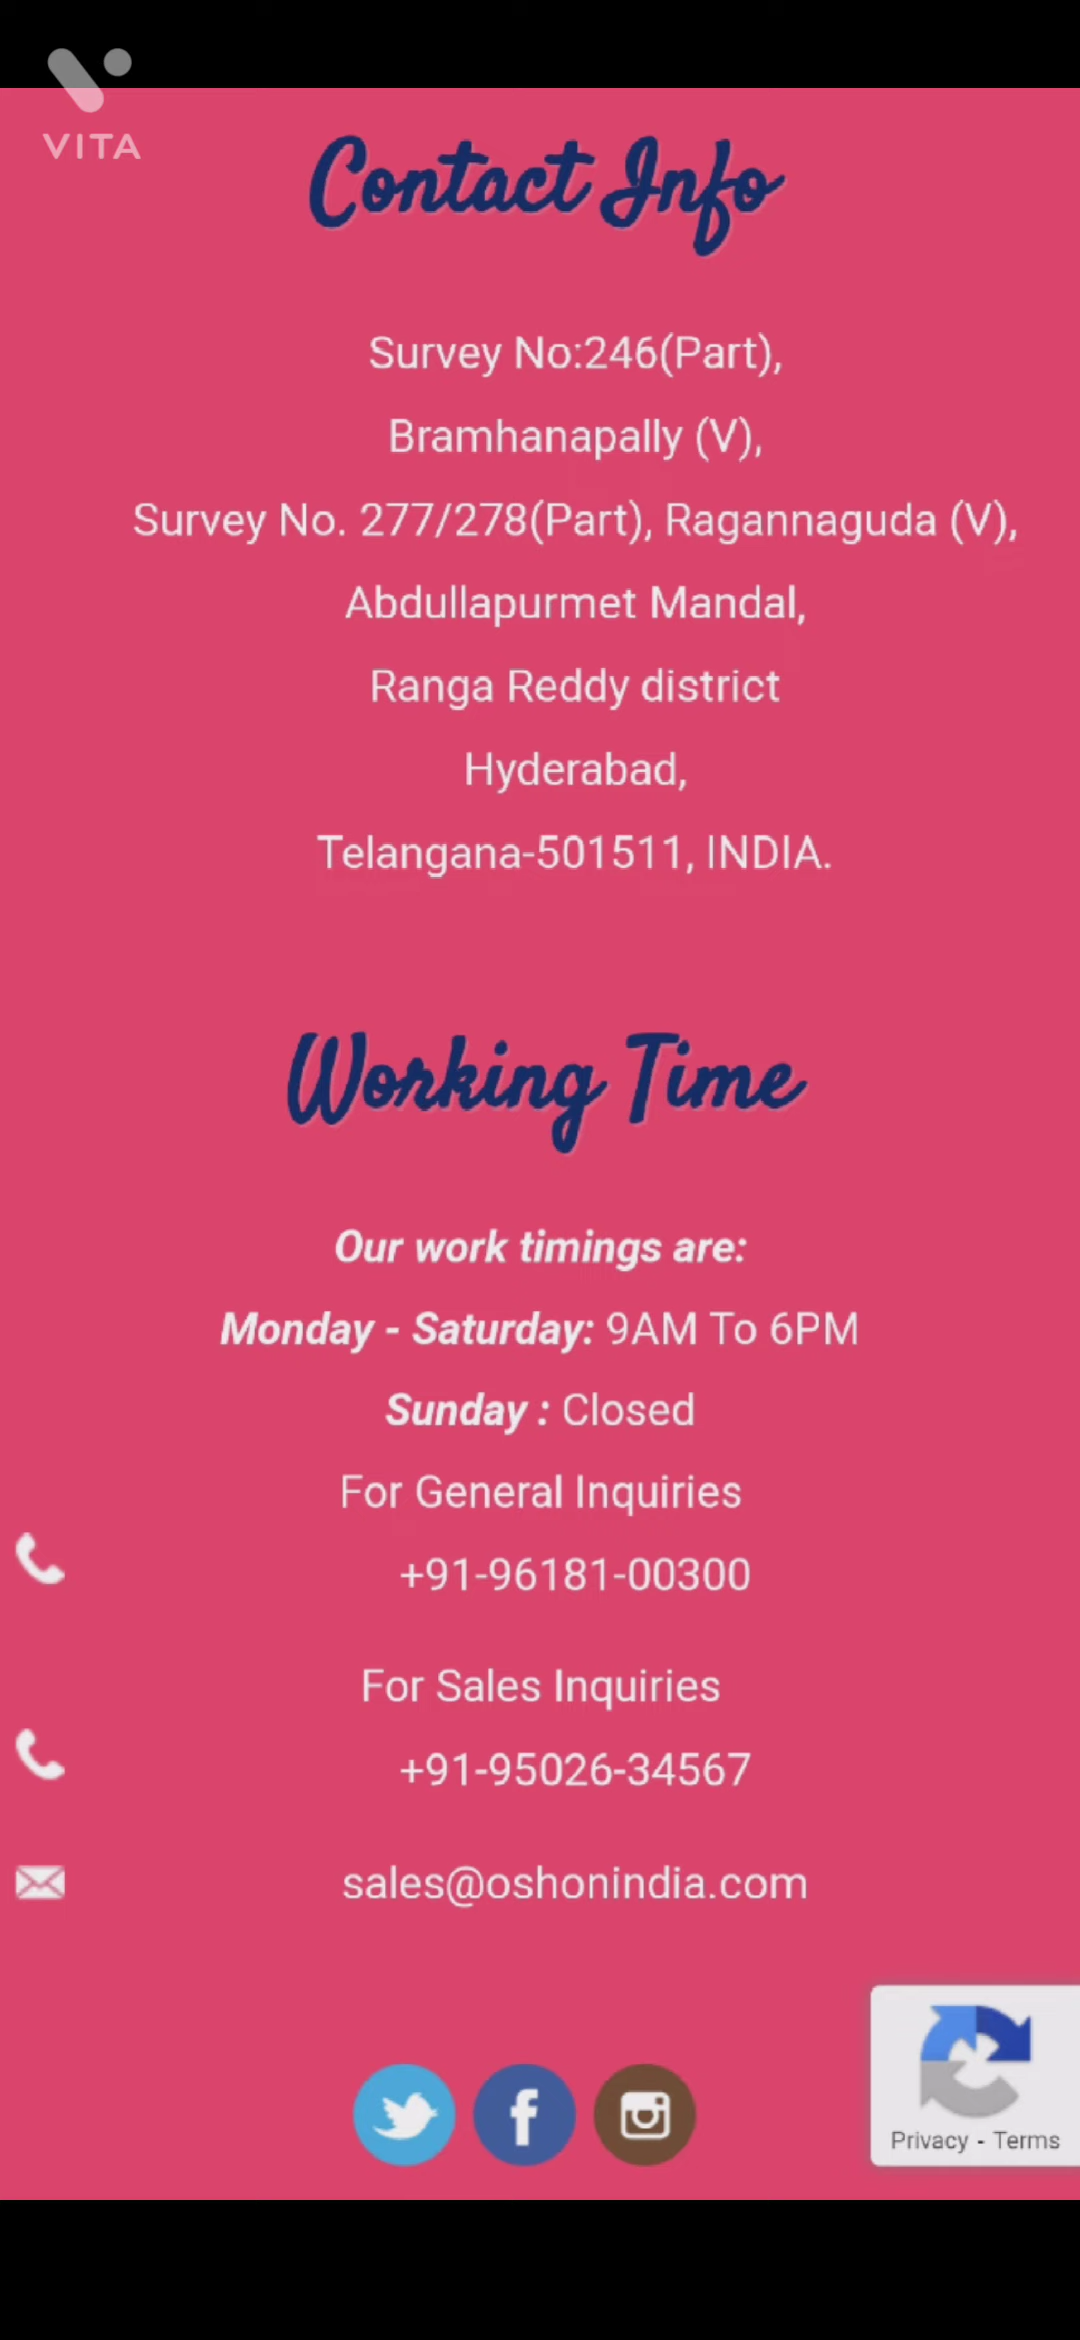 VITA
Contact Info
Survey No:246(Part),
Bramhanapally (V),
Survey No. 277/278(Part), Ragannaguda (V),
Abdullapurmet Mandal,
Ranga Reddy district
Hyderabad,
Telangana-501511, INDIA.
Working Time
Our work timings are:
Monday - Saturday: 9AM To 6PM
Sunday : Closed
For General Inquiries
+91-96181-00300
For Sales Inquiries
+91-95026-34567
sales@oshonindia.com
Privacy - Terms